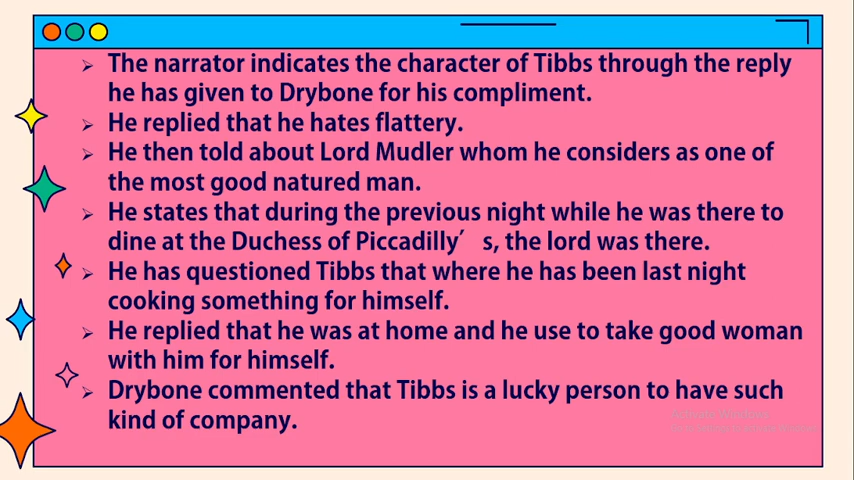 The narrator indicates the character of Tibbs through the reply
he has given to Drybone for his compliment.
He replied that he hates flattery.
He then told about Lord Mudler whom he considers as one of
the most good natured man.
He states that during the previous night while he was there to
dine at the Duchess of Piccadilly′ s, the lord was there.
He has questioned Tibbs that where he has been last night
cooking something for himself.
He replied that he was at home and he use to take good woman
with him for himself.
Drybone commented that Tibbs is a lucky person to have such
kind of company.
Activate Windows